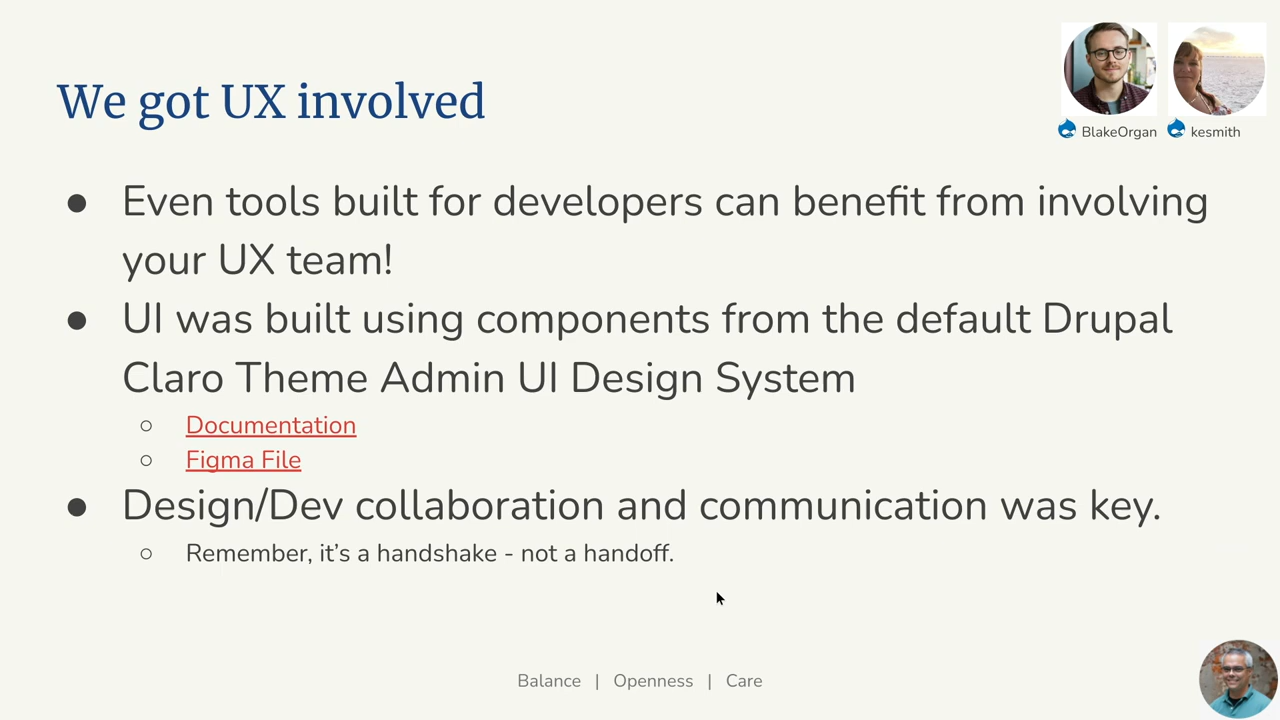 We got UX involved
BlakeOrgan
kesmith
● Even tools built for developers can benefit from involving
your UX team!
● UI was built using components from the default Drupal
Claro Theme Admin UI Design System
○ Documentation
○ Figma File
● Design/Dev collaboration and communication was key.
○ Remember, it’s a handshake - not a handoff.
Balance | Openness | Care